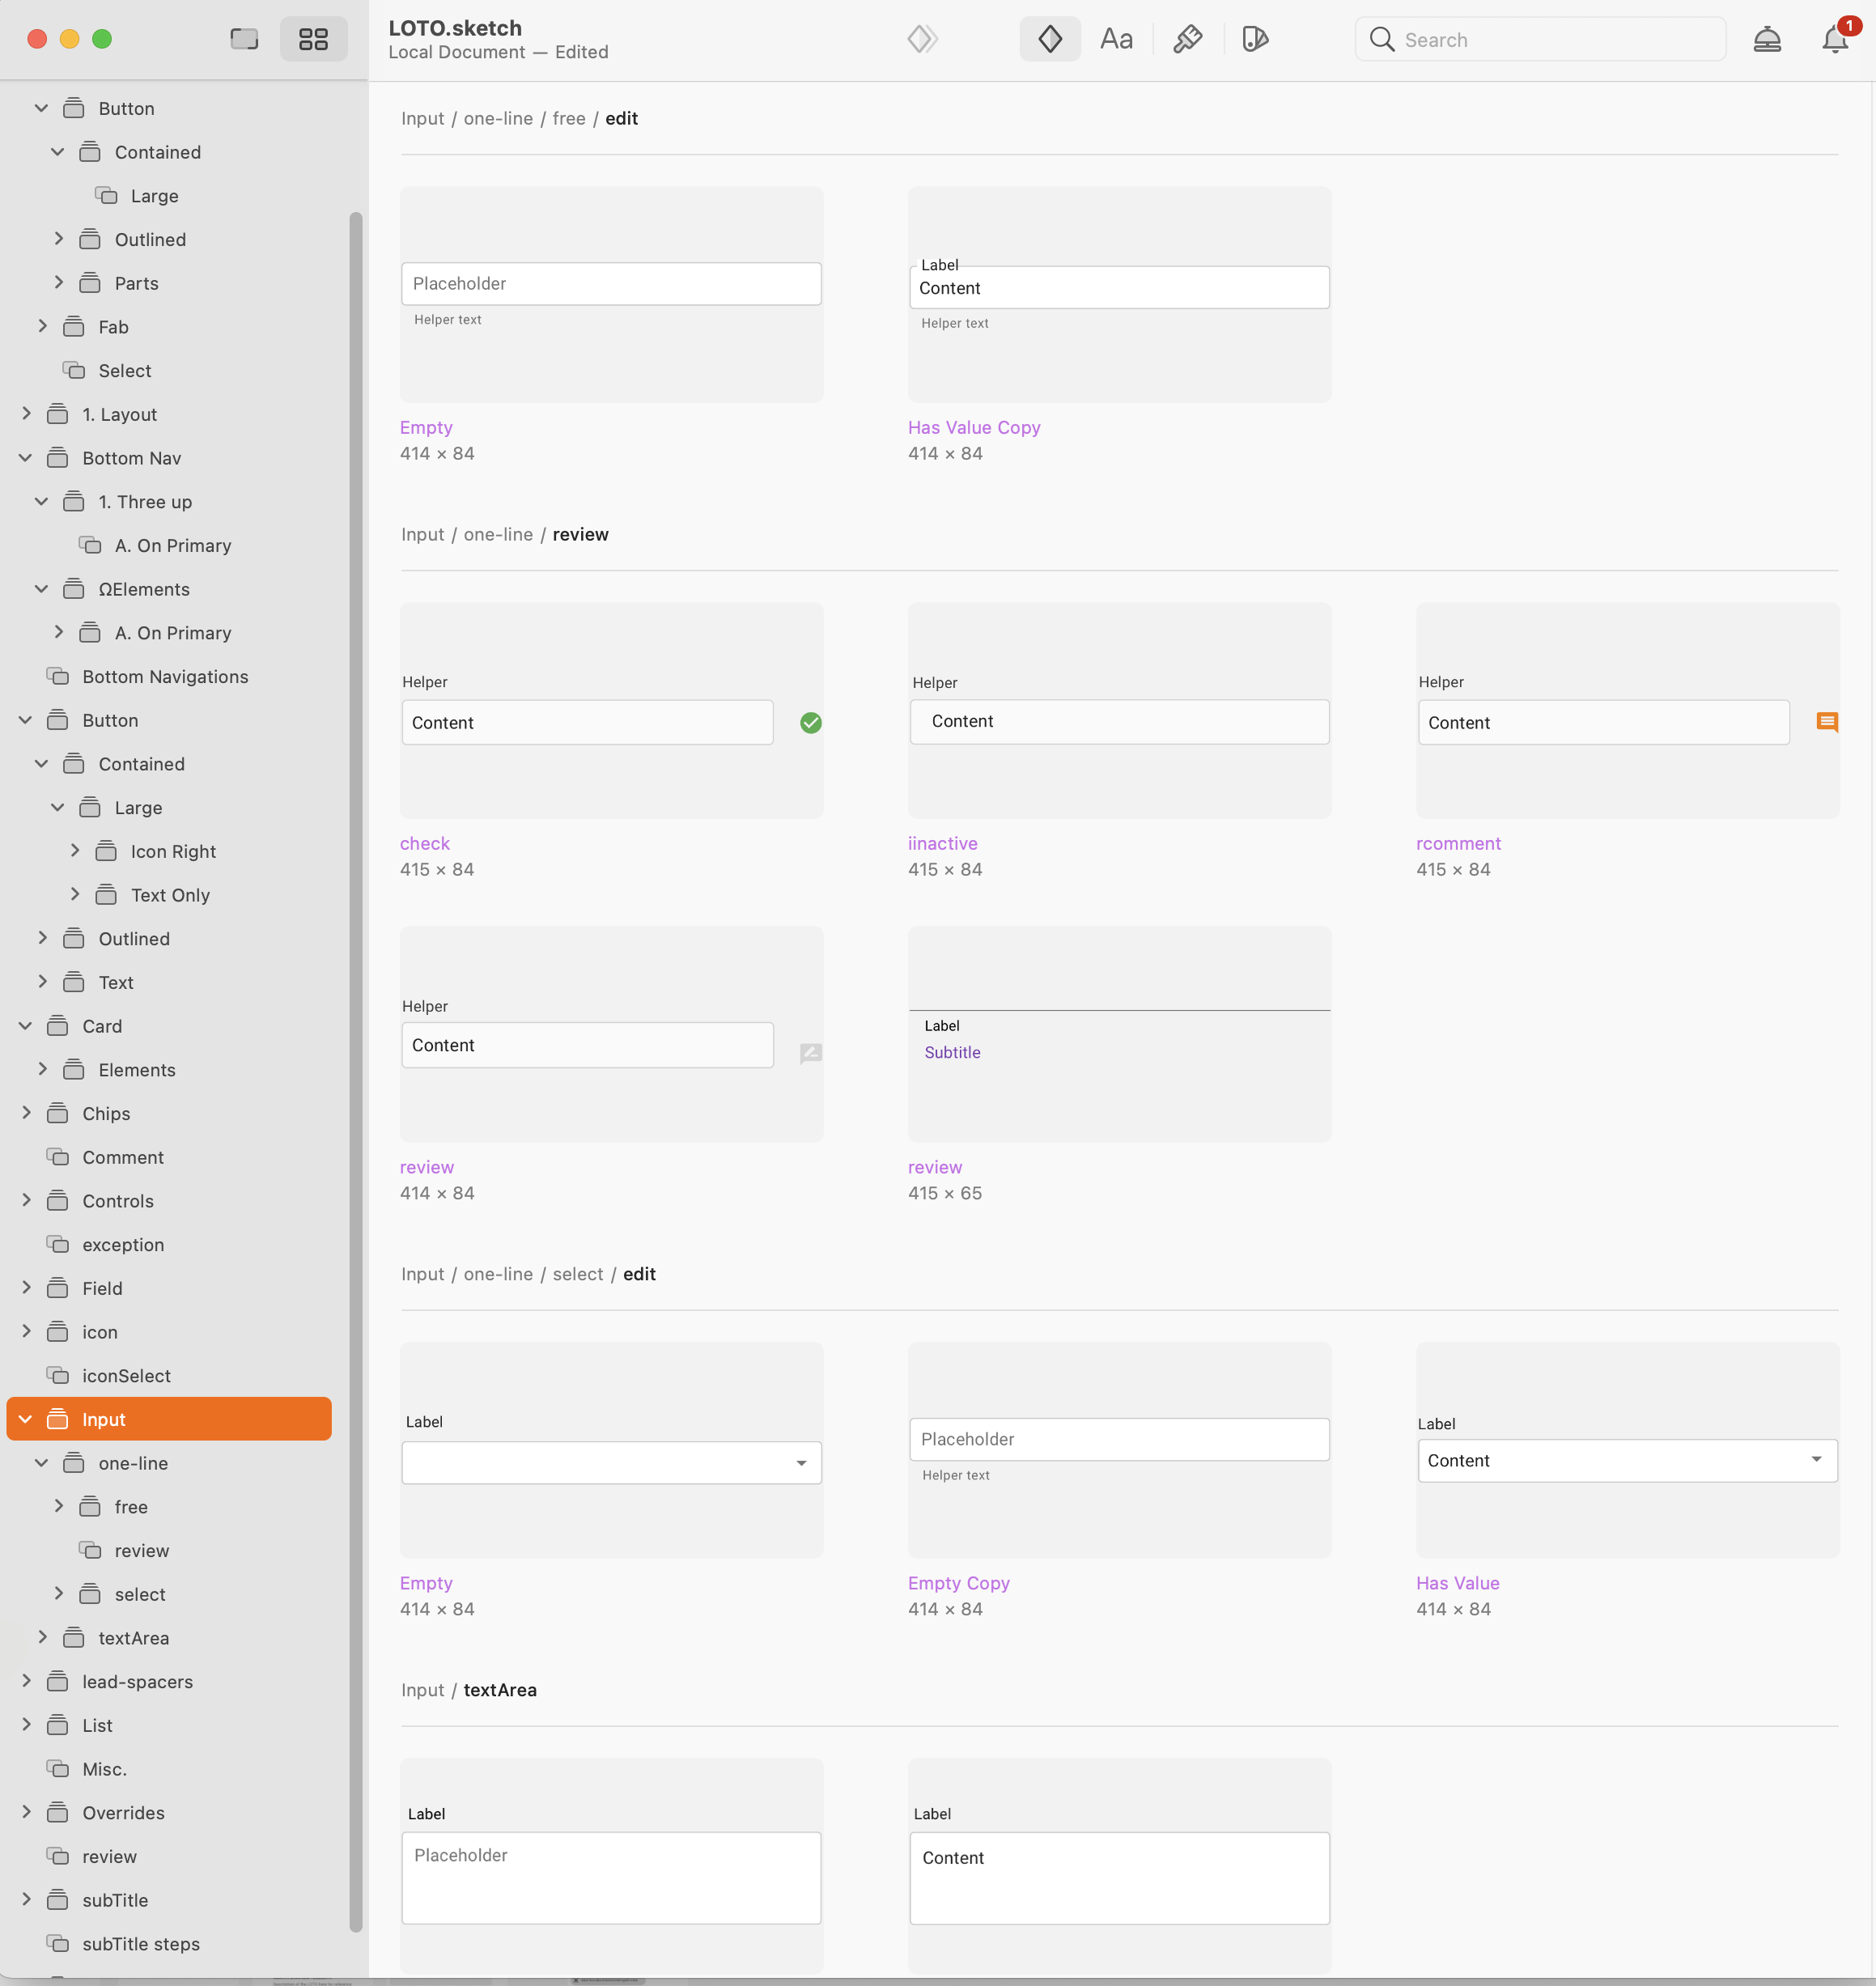 LOTO.sketch
Local Document — Edited
Aa
Search
1
Button
Contained
Large
Outlined
Parts
Fab
Select
1. Layout
Bottom Nav
1. Three up
A. On Primary
ΩElements
A. On Primary
Bottom Navigations
Button
Contained
Large
Icon Right
Text Only
Outlined
Text
Card
Elements
Chips
Comment
Controls
exception
Field
icon
iconSelect
Input
one-line
free
review
select
textArea
lead-spacers
List
Misc.
Overrides
review
subTitle
subTitle steps
Input / one-line / free / edit
Placeholder
Helper text
Empty
414 × 84
Label
Content
Helper text
Has Value Copy
414 × 84
Input / one-line / review
Helper
Content
check
415 × 84
Helper
Content
iinactive
415 × 84
Helper
Content
rcomment
415 × 84
Helper
Content
review
414 × 84
Label
Subtitle
review
415 × 65
Input / one-line / select / edit
Label
Empty
414 × 84
Placeholder
Helper text
Empty Copy
414 × 84
Label
Content
Has Value
414 × 84
Input / textArea
Label
Placeholder
Label
Content